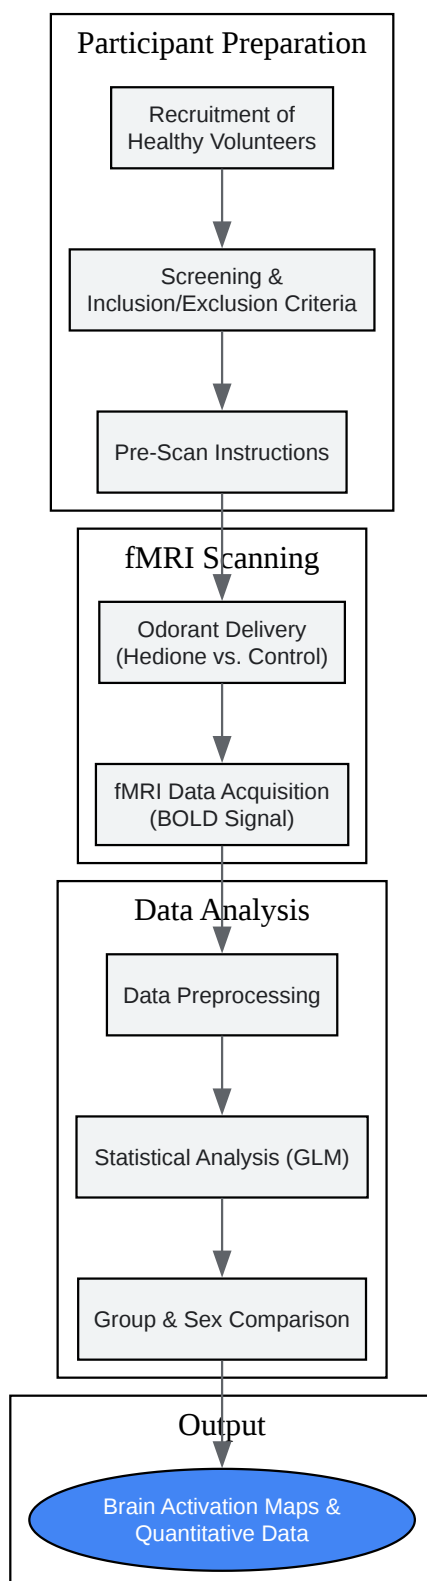 Participant Preparation
Recruitment of
Healthy Volunteers
Screening &
Inclusion/Exclusion Criteria
Pre-Scan Instructions
fMRI Scanning
Odorant Delivery
(Hedione vs. Control)
fMRI Data Acquisition
(BOLD Signal)
Data Analysis
Data Preprocessing
Statistical Analysis (GLM)
Group & Sex Comparison
Output
Brain Activation Maps &
Quantitative Data